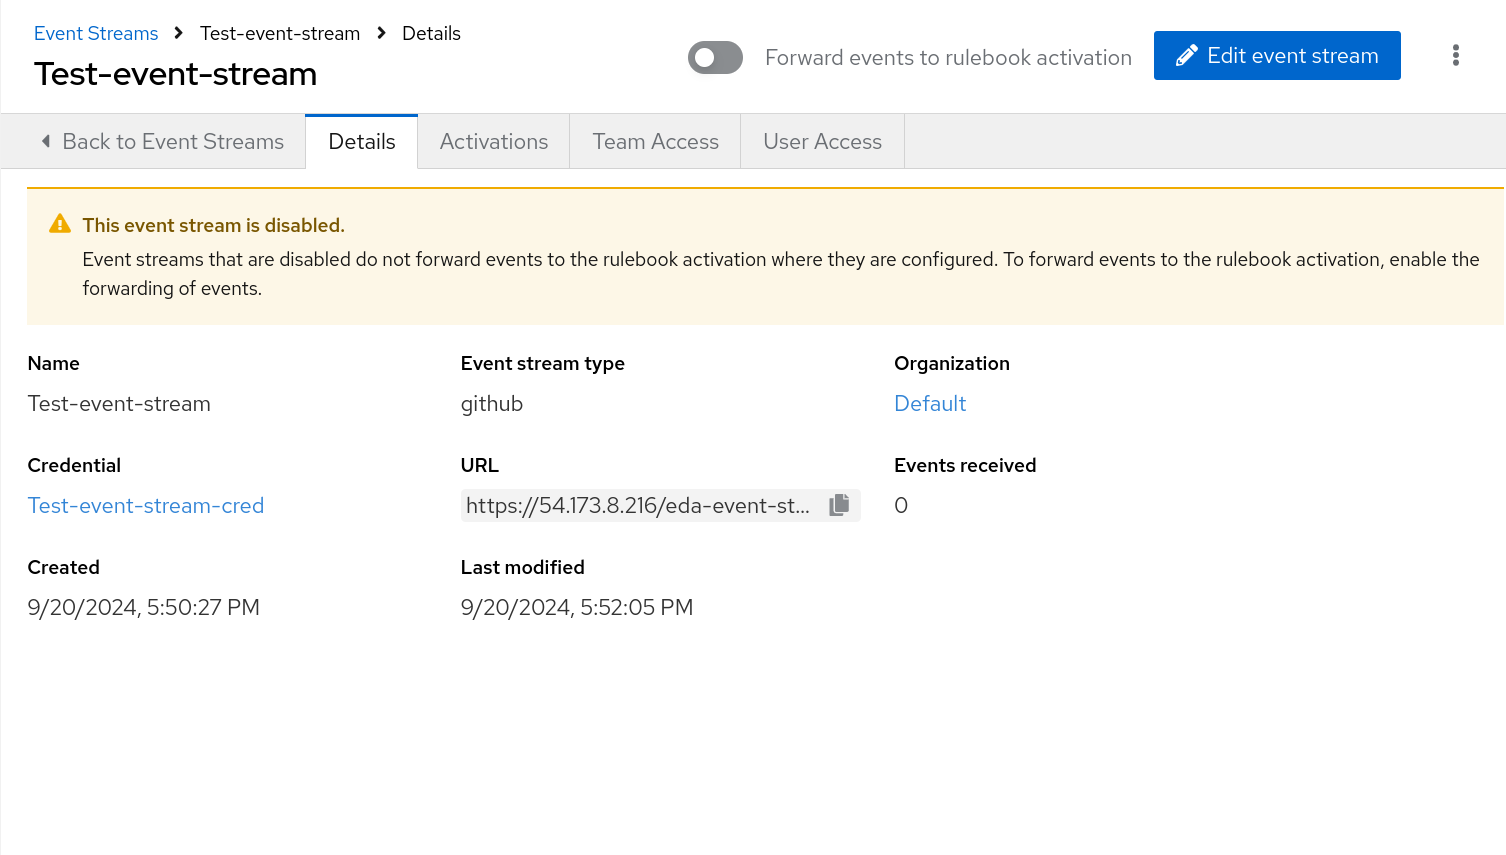 Event Streams > Test-event-stream > Details
Test-event-stream
Forward events to rulebook activation
Edit event stream
Back to Event Streams
Details
Activations
Team Access
User Access
This event stream is disabled.
Event streams that are disabled do not forward events to the rulebook activation where they are configured. To forward events to the rulebook activation, enable the
forwarding of events.
Name
Test-event-stream
Event stream type
github
Organization
Default
Credential
Test-event-stream-cred
URL
https://54.173.8.216/eda-event-st...
Events received
0
Created
9/20/2024, 5:50:27 PM
Last modified
9/20/2024, 5:52:05 PM